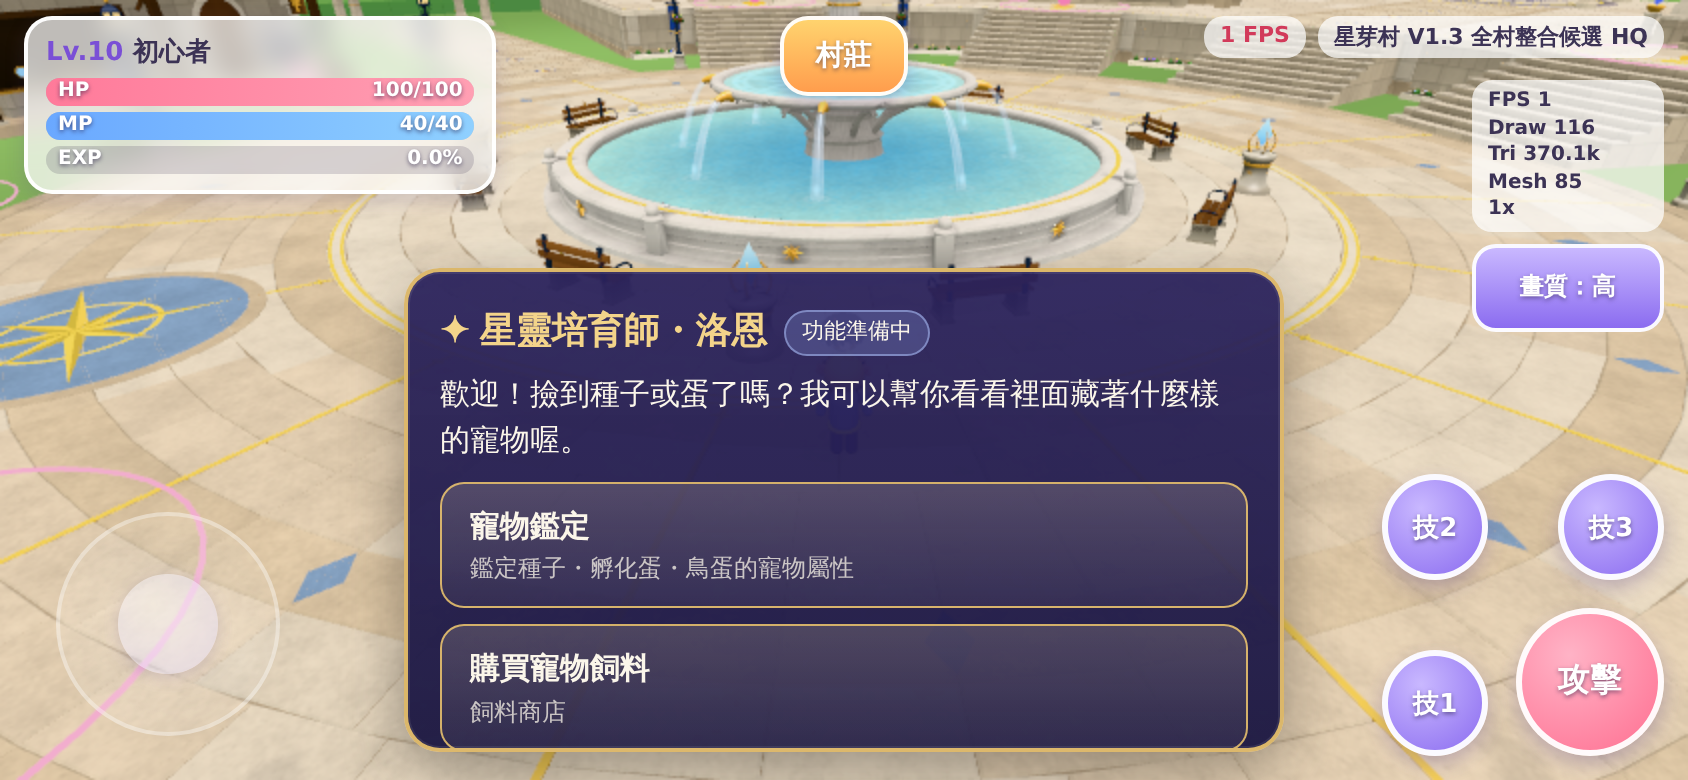 Lv.10 初心者
HP 100/100
MP 40/40
EXP 0.0%
村莊
1 FPS
星芽村 V1.3 全村整合候選 HQ
FPS 1
Draw 116
Tri 370.1k
Mesh 85
1x
畫質：高
✦ 星靈培育師・洛恩 功能準備中
歡迎！撿到種子或蛋了嗎？我可以幫你看看裡面藏著什麼樣
的寵物喔。
寵物鑑定
鑑定種子・孵化蛋・鳥蛋的寵物屬性
購買寵物飼料
飼料商店
技2
技3
技1
攻擊